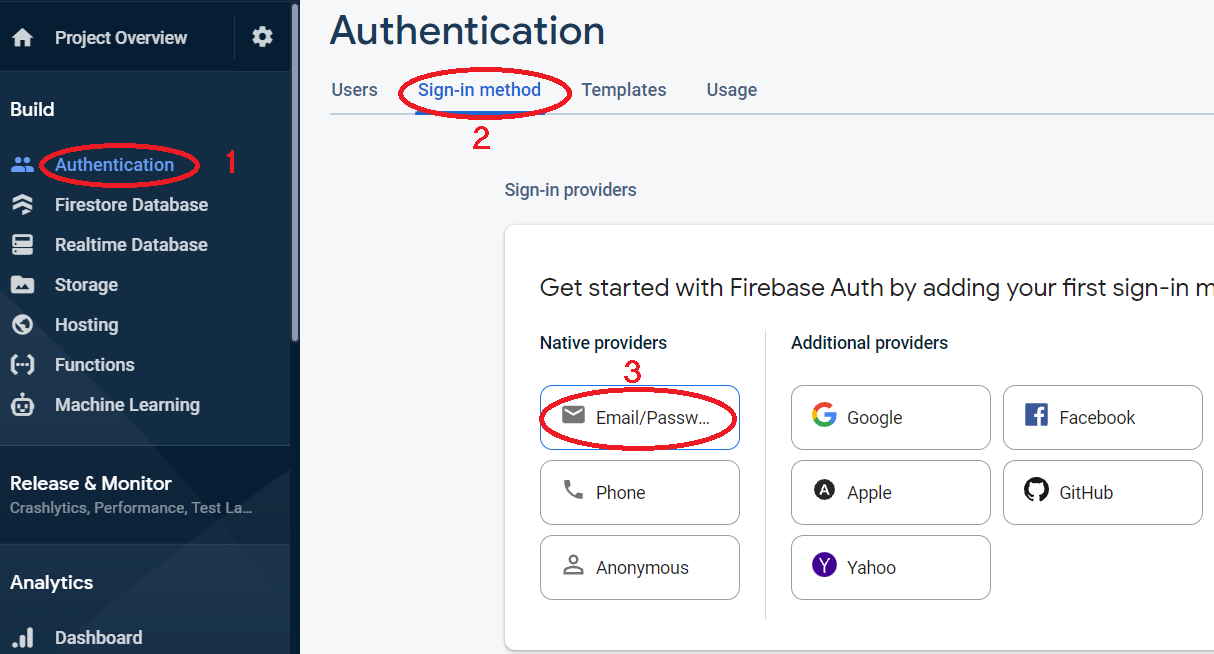 Project Overview
Build
Authentication 1
Firestore Database
Realtime Database
Storage
Hosting
Functions
Machine Learning
Release & Monitor
Crashlytics, Performance, Test La...
Analytics
Dashboard
Authentication
Users Sign-in method Templates Usage
2
Sign-in providers
Get started with Firebase Auth by adding your first sign-in m
Native providers
3
Email/Passw...
Phone
Anonymous
Additional providers
Google Facebook
Apple GitHub
Yahoo